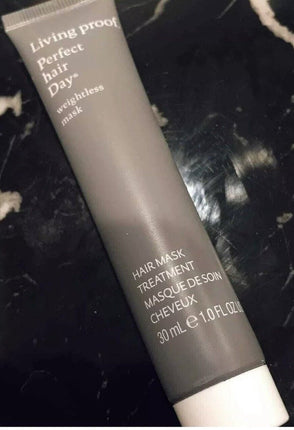 Living proof.
Perfect
hair
Day®
weightless
mask
HAIR MASK
TREATMENT
MASQUE DE SOIN
CHEVEUX
30 mL ℮ 1.0 FL OZ